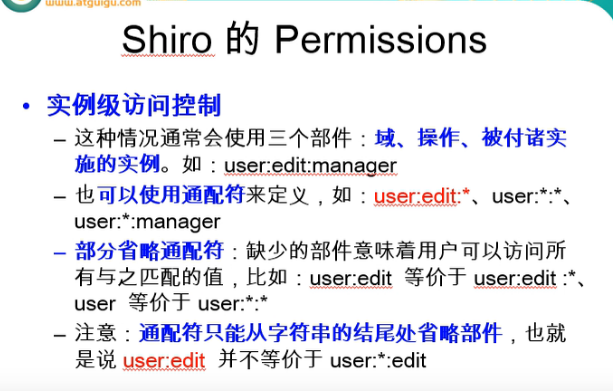 www.atguigu.com
Shiro 的 Permissions
• 实例级访问控制
– 这种情况通常会使用三个部件：域、操作、被付诸实
施的实例。如：user:edit:manager
– 也可以使用通配符来定义，如：user:edit:*、user:*:*、
user:*:manager
– 部分省略通配符：缺少的部件意味着用户可以访问所
有与之匹配的值，比如：user:edit 等价于 user:edit :*、
user 等价于 user:*:*
– 注意：通配符只能从字符串的结尾处省略部件，也就
是说 user:edit 并不等价于 user:*:edit